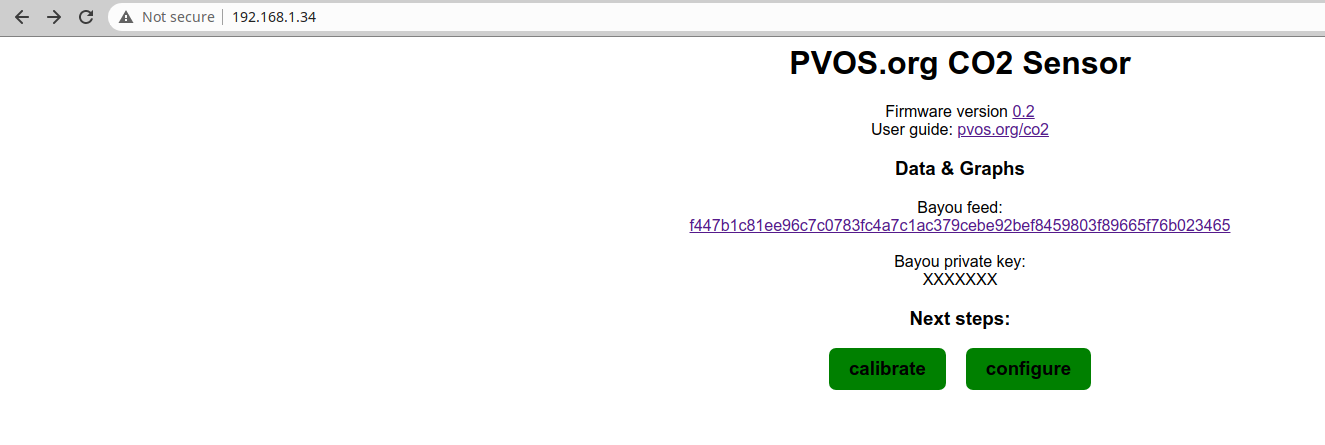 Not secure | 192.168.1.34
PVOS.org CO2 Sensor
Firmware version 0.2
User guide: pvos.org/co2
Data & Graphs
Bayou feed:
f447b1c81ee96c7c0783fc4a7c1ac379cebe92bef8459803f89665f76b023465
Bayou private key:
XXXXXXX
Next steps:
calibrate configure